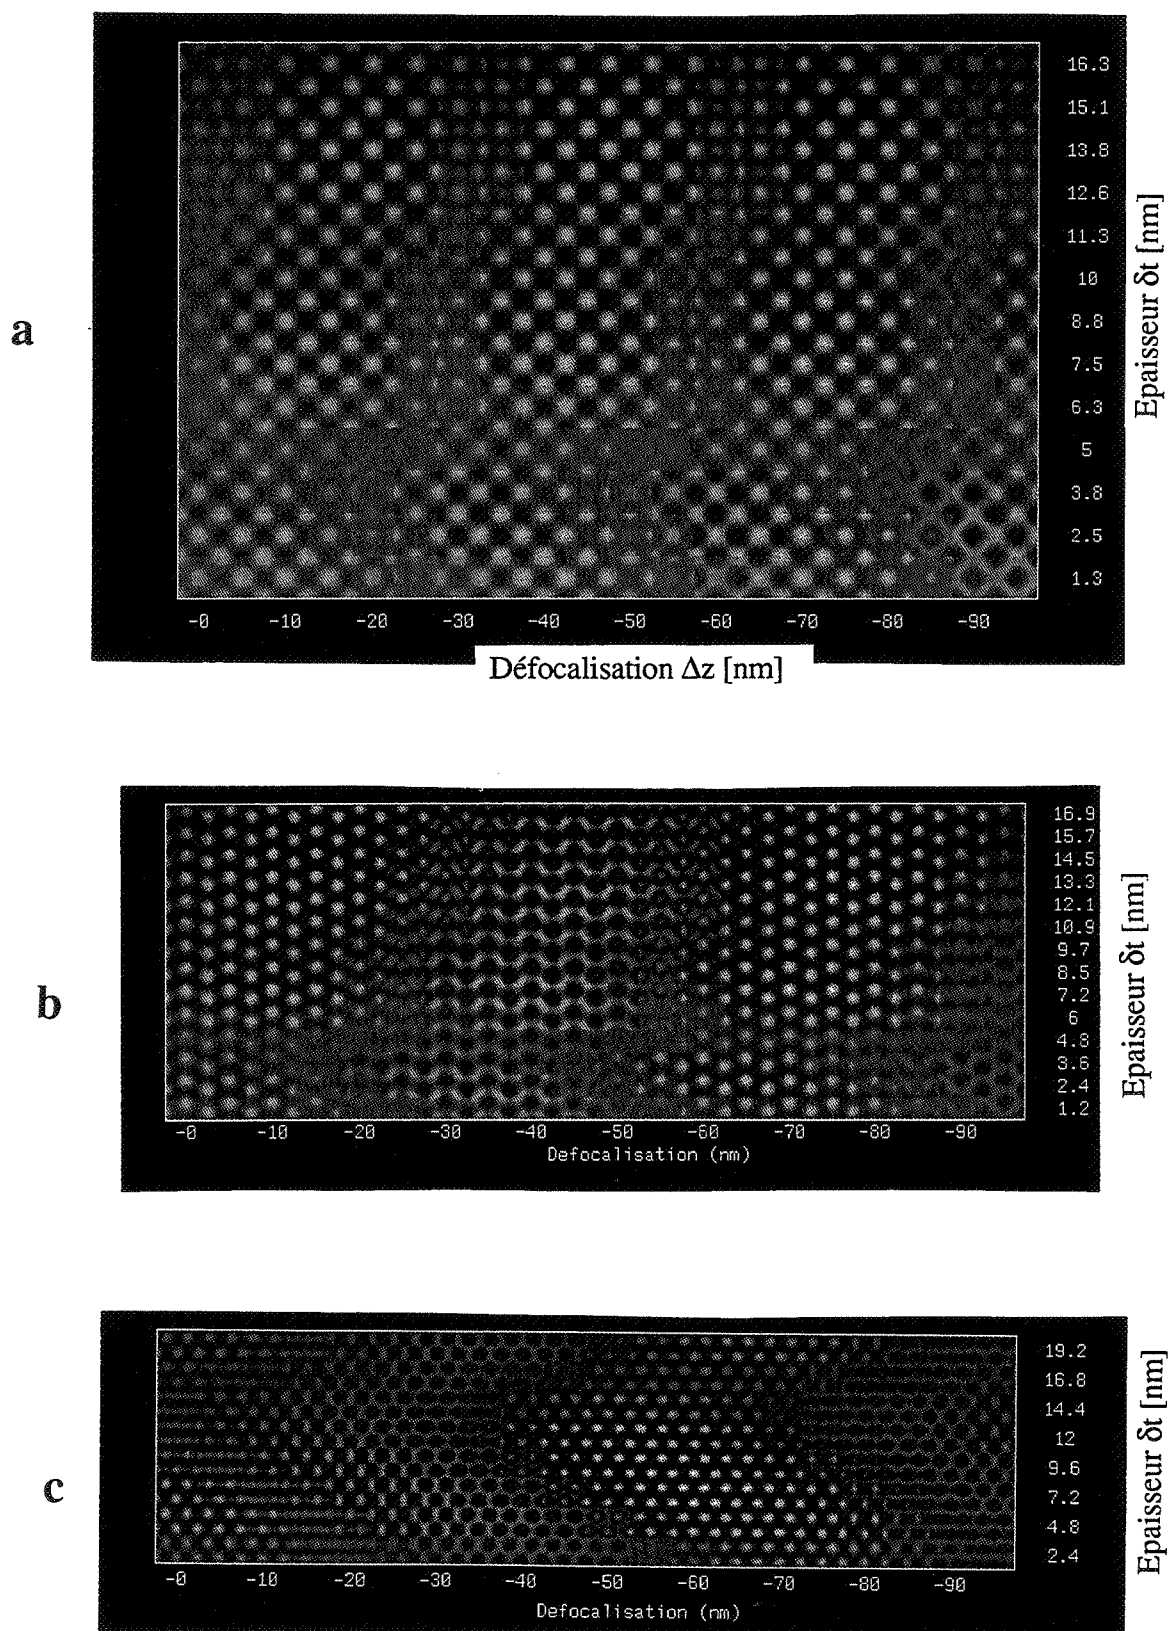 a
16.3
15.1
13.8
12.6
11.3
10
8.8
7.5
6.3
5
3.8
2.5
1.3
Epaisseur δt [nm]
-0 -10 -20 -30 -40 -50 -60 -70 -80 -90
Défocalisation Δz [nm]
b
16.9
15.7
14.5
13.3
12.1
10.9
9.7
8.5
7.2
6
4.8
3.6
2.4
1.2
Epaisseur δt [nm]
-0 -10 -20 -30 -40 -50 -60 -70 -80 -90
Defocalisation (nm)
c
19.2
16.8
14.4
12
9.6
7.2
4.8
2.4
Epaisseur δt [nm]
-0 -10 -20 -30 -40 -50 -60 -70 -80 -90
Defocalisation (nm)